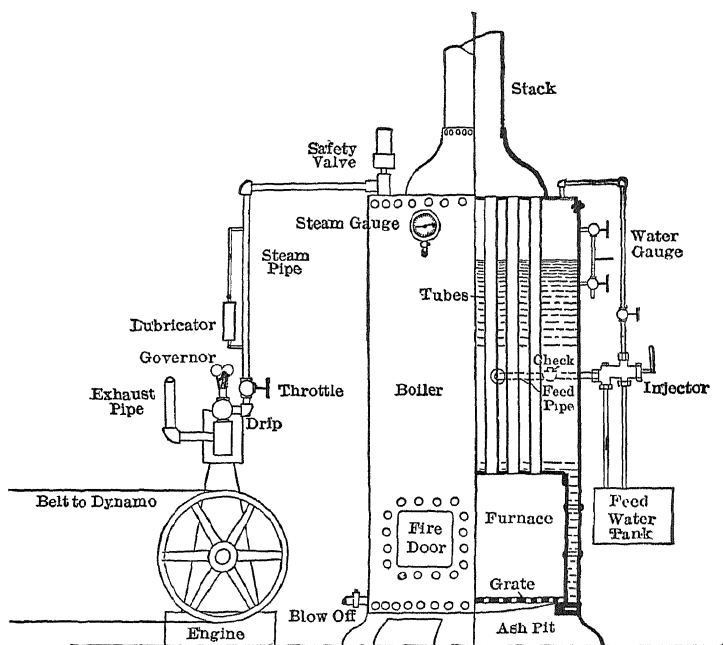 Stack
Safety
Valve
Steam Gauge
Water
Gauge
Steam
Pipe
Tubes
Lubricator
Governor
Check
Exhaust
Pipe
Throttle
Boiler
Feed
Pipe
Injector
Drip
Belt to Dynamo
Fire
Door
Furnace
Feed
Water
Tank
Grate
Blow Off
Engine
Ash Pit